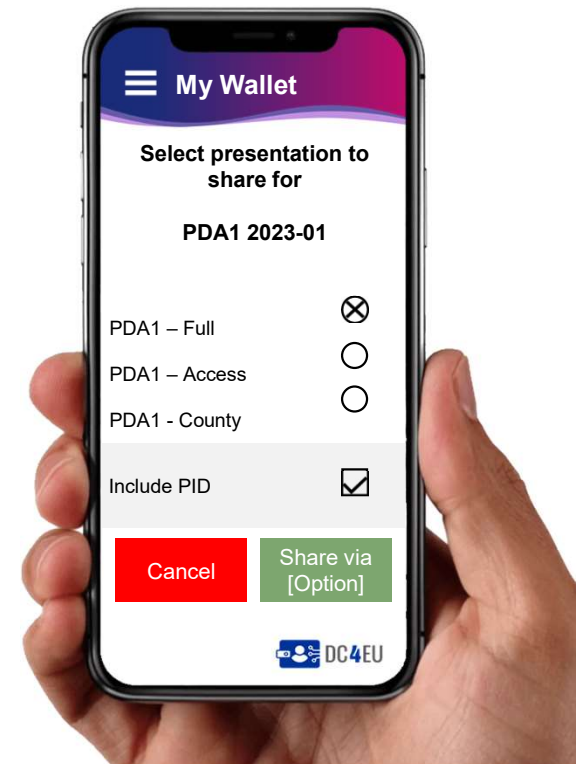 My Wallet
Select presentation to
share for
PDA1 2023-01
PDA1 – Full
PDA1 – Access
PDA1 - County
Include PID
Cancel
Share via
[Option]
DC4EU